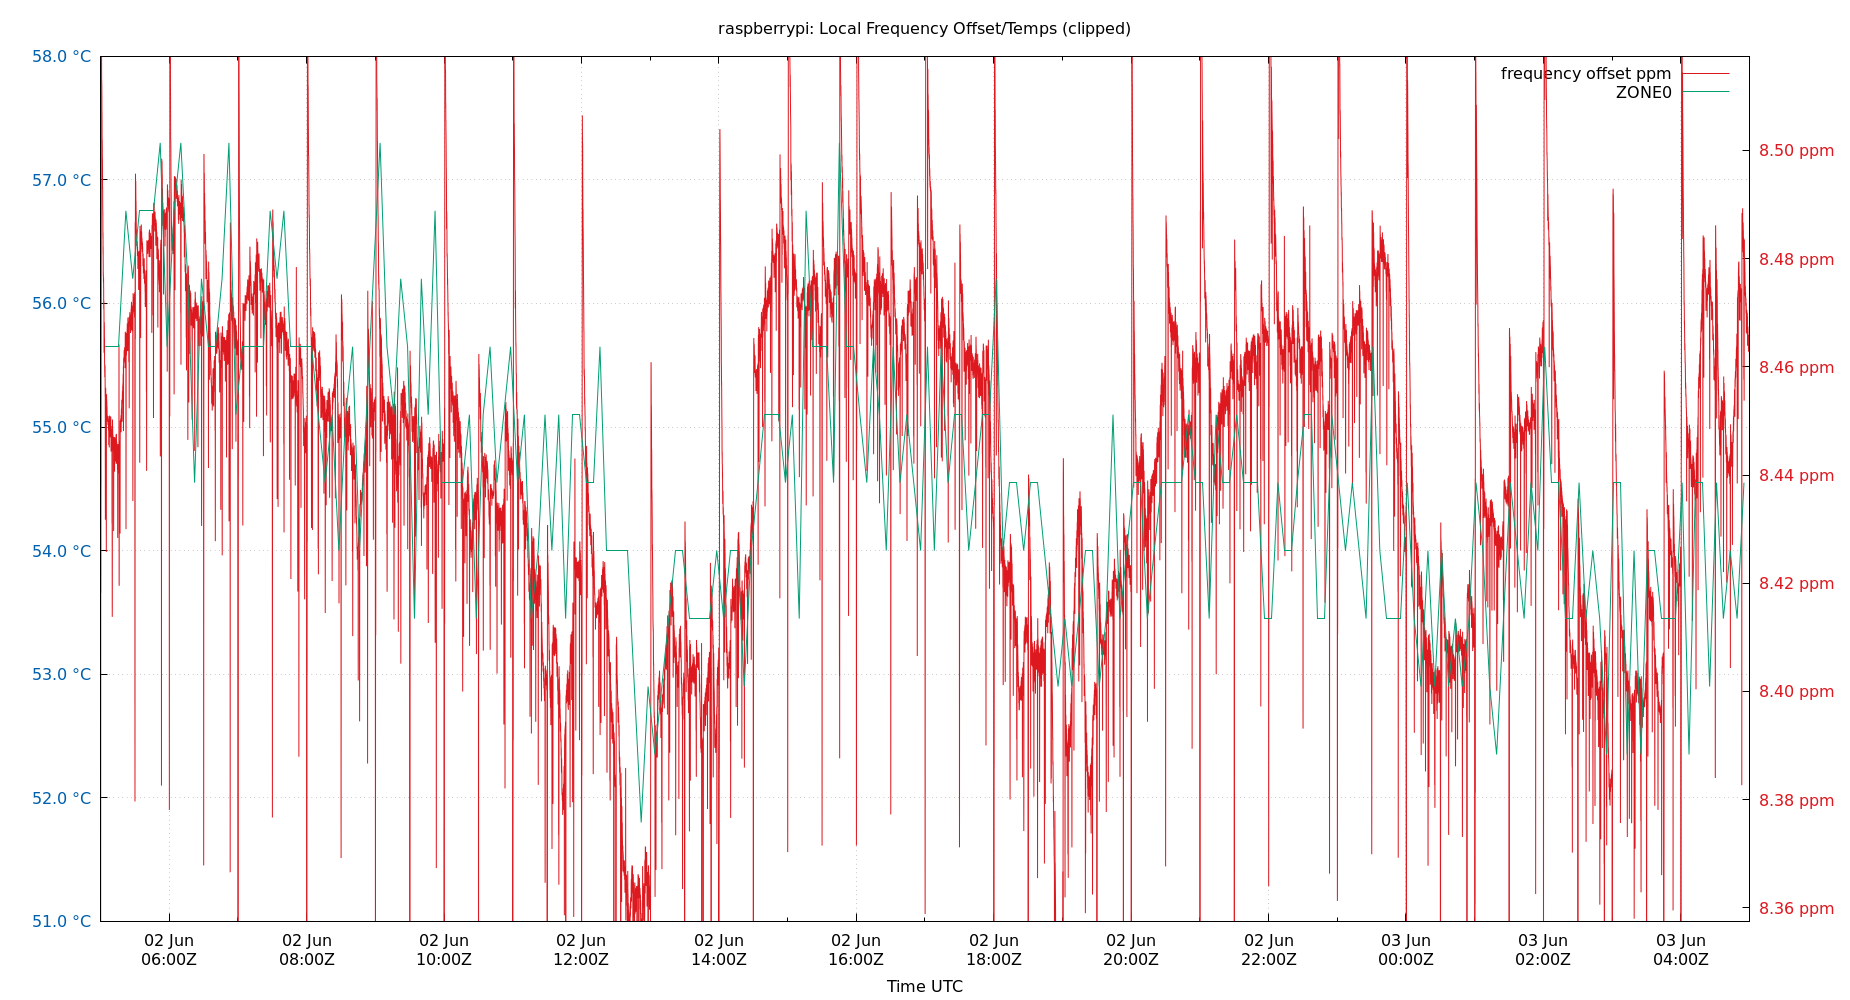 raspberrypi: Local Frequency Offset/Temps (clipped)
58.0 °C
57.0 °C
56.0 °C
55.0 °C
54.0 °C
53.0 °C
52.0 °C
51.0 °C
frequency offset ppm
ZONE0
8.50 ppm
8.48 ppm
8.46 ppm
8.44 ppm
8.42 ppm
8.40 ppm
8.38 ppm
8.36 ppm
02 Jun 02 Jun 02 Jun 02 Jun 02 Jun 02 Jun 02 Jun 02 Jun 02 Jun 03 Jun 03 Jun 03 Jun
06:00Z 08:00Z 10:00Z 12:00Z 14:00Z 16:00Z 18:00Z 20:00Z 22:00Z 00:00Z 02:00Z 04:00Z
Time UTC